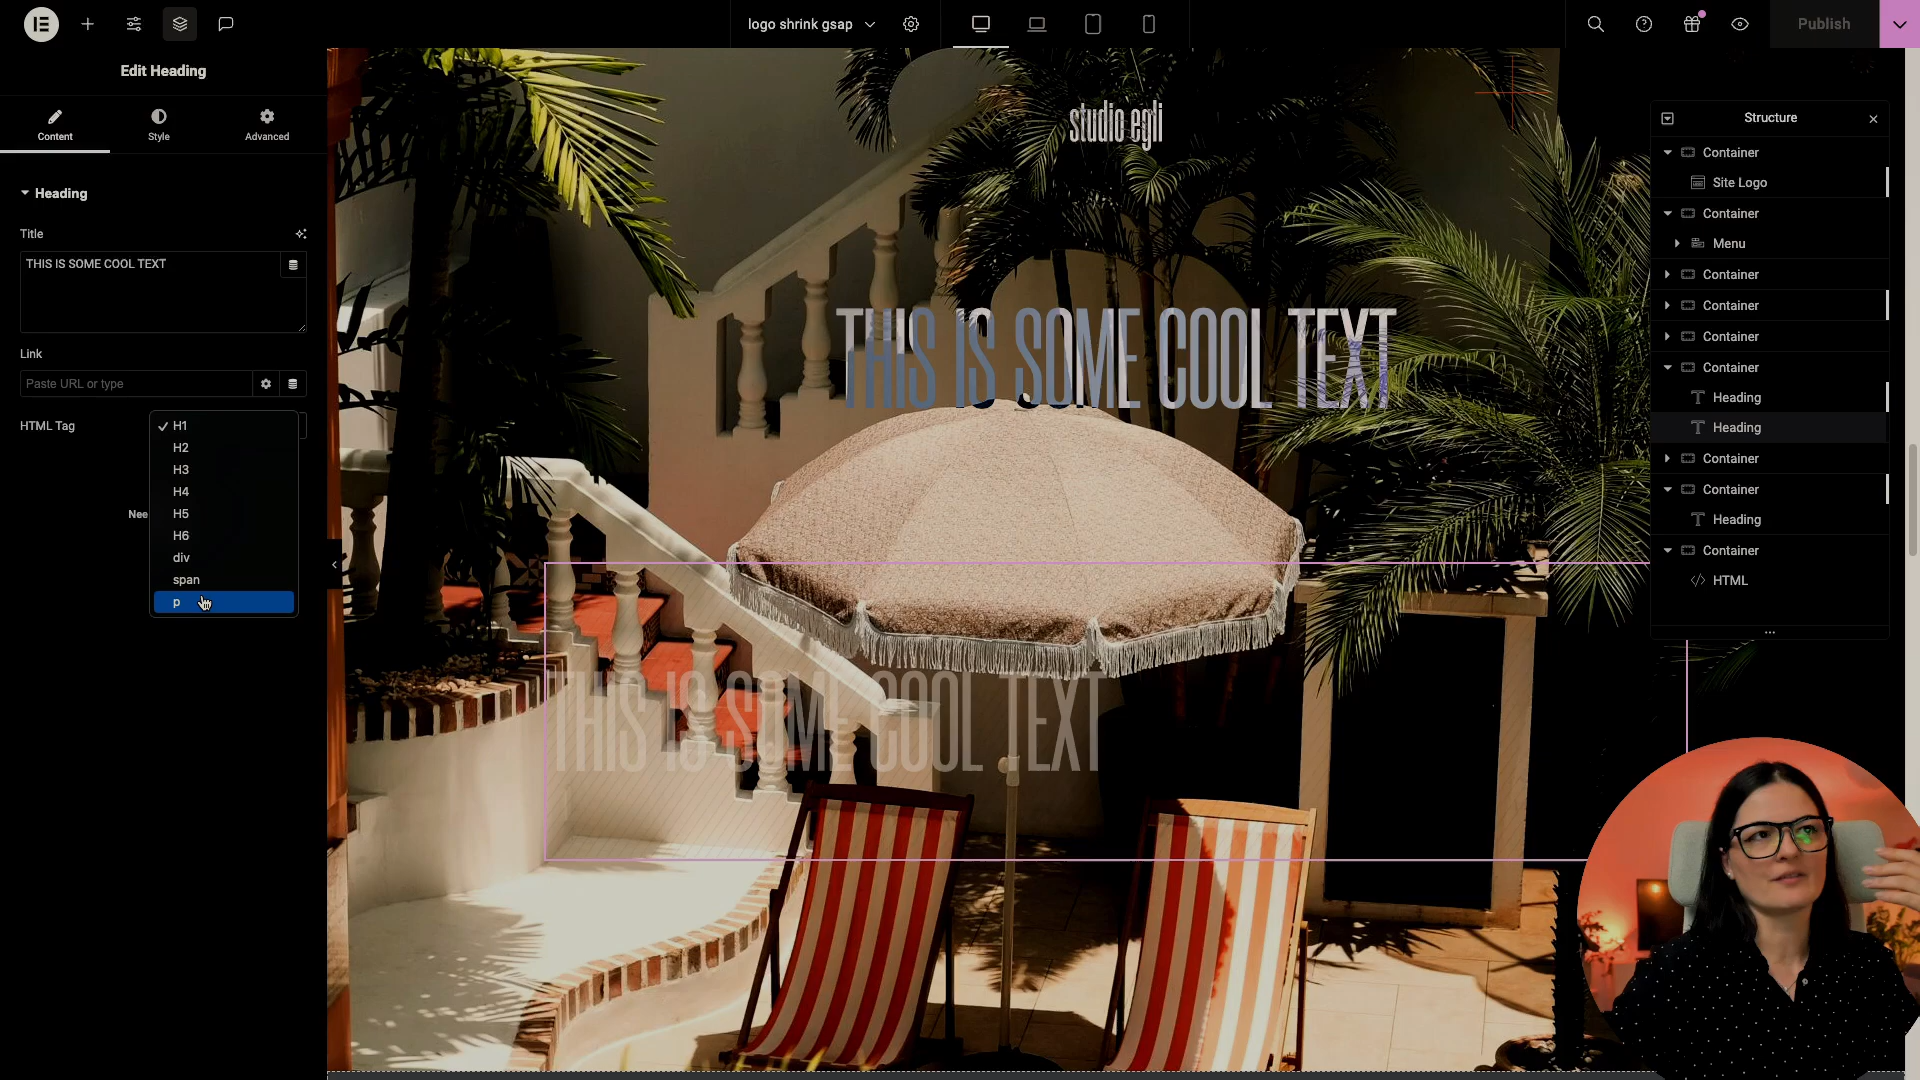 logo shrink gsap
Publish
Edit Heading
Content
Style
Advanced
Heading
Title
THIS IS SOME COOL TEXT
Link
Paste URL or type
HTML Tag
H1
H2
H3
H4
H5
H6
div
span
p
Nee
studio egli
THIS IS SOME COOL TEXT
THIS IS SOME COOL TEXT
Structure
Container
Site Logo
Container
Menu
Container
Container
Container
Container
Heading
Heading
Container
Container
Heading
Container
HTML